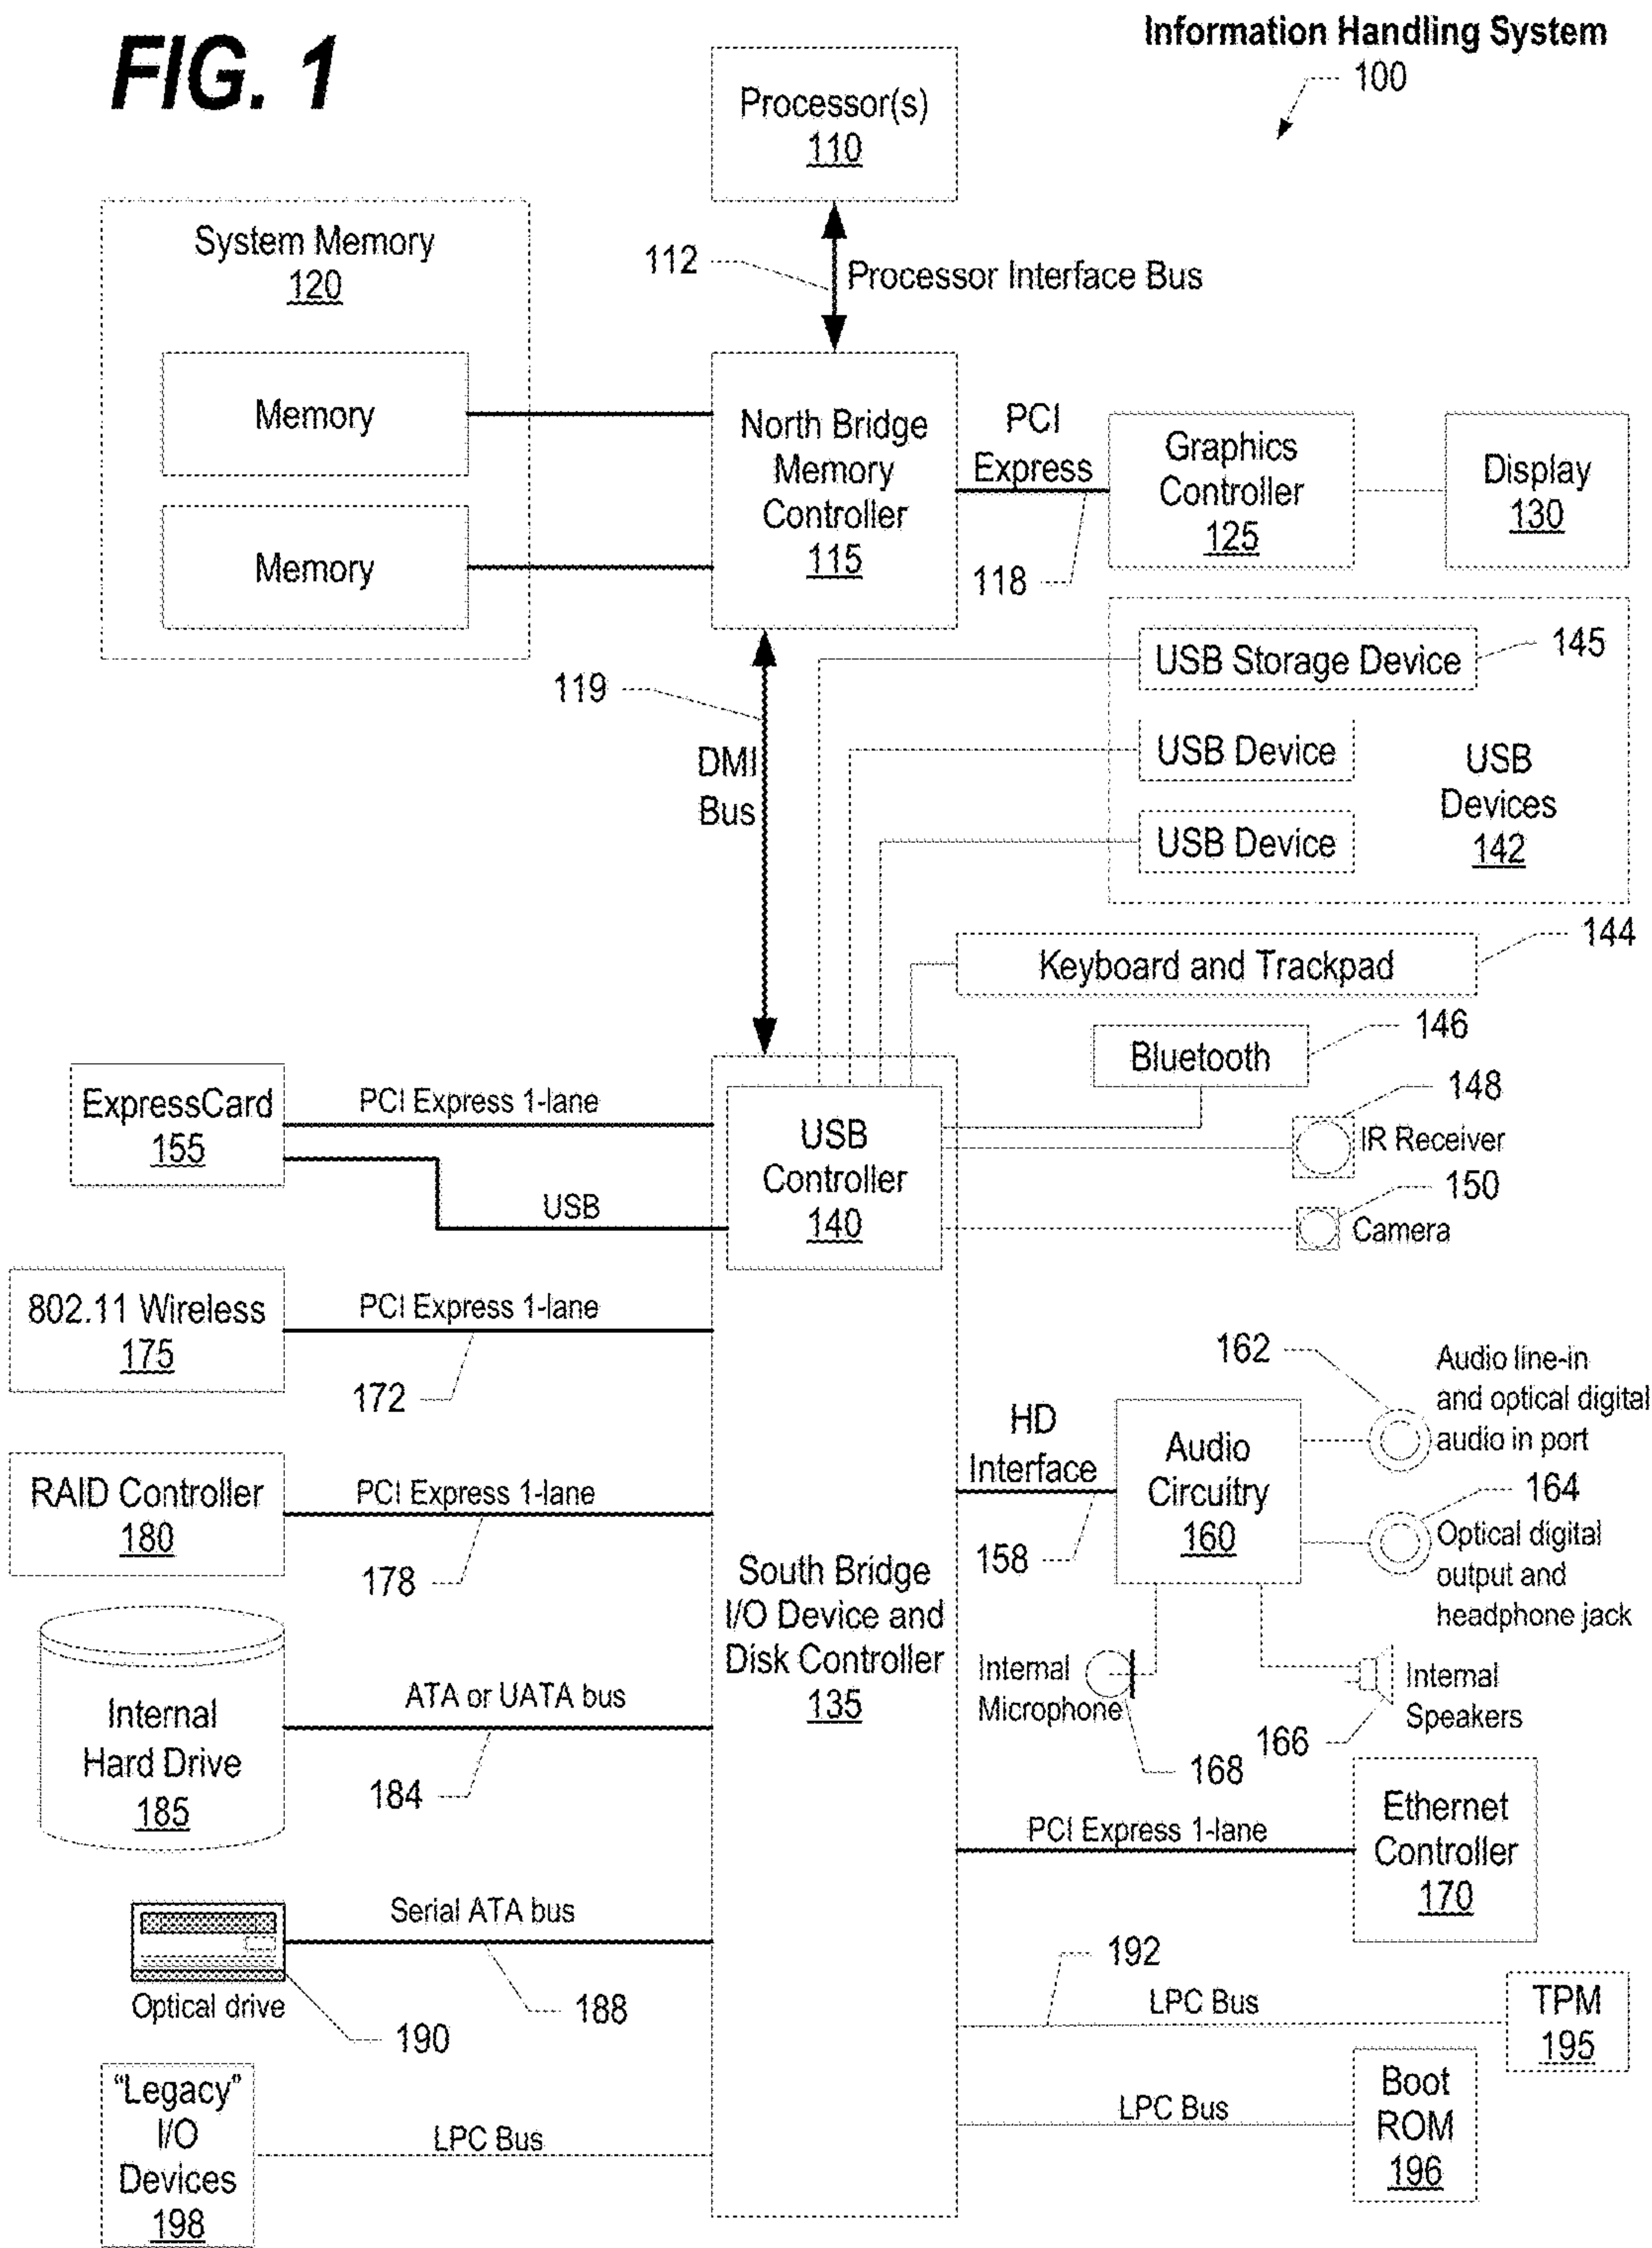 FIG. 1
Information Handling System
100
Processor(s)
110
System Memory
120
112
Processor Interface Bus
Memory
Memory
North Bridge
Memory
Controller
115
PCI
Express
118
Graphics
Controller
125
Display
130
119
DMI
Bus
USB Storage Device
145
USB Device
USB Device
USB
Devices
142
144
Keyboard and Trackpad
146
Bluetooth
148
IR Receiver
150
Camera
ExpressCard
155
PCI Express 1-lane
USB
USB
Controller
140
802.11 Wireless
175
PCI Express 1-lane
172
162
Audio line-in
and optical digital
audio in port
HD
Interface
158
Audio
Circuitry
160
164
Optical digital
output and
headphone jack
RAID Controller
180
PCI Express 1-lane
178
South Bridge
I/O Device and
Disk Controller
135
Internal
Microphone
168
Internal
Speakers
166
Internal
Hard Drive
185
ATA or UATA bus
184
PCI Express 1-lane
Ethernet
Controller
170
Serial ATA bus
188
Optical drive
190
192
LPC Bus
TPM
195
"Legacy"
I/O
Devices
198
LPC Bus
LPC Bus
Boot
ROM
196